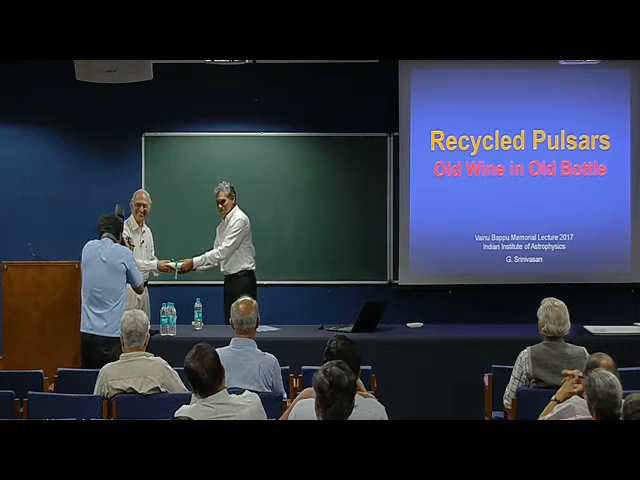 Recycled Pulsars
Old Wine in Old Bottle
Vainu Bappu Memorial Lecture 2017
Indian Institute of Astrophysics
G. Srinivasan